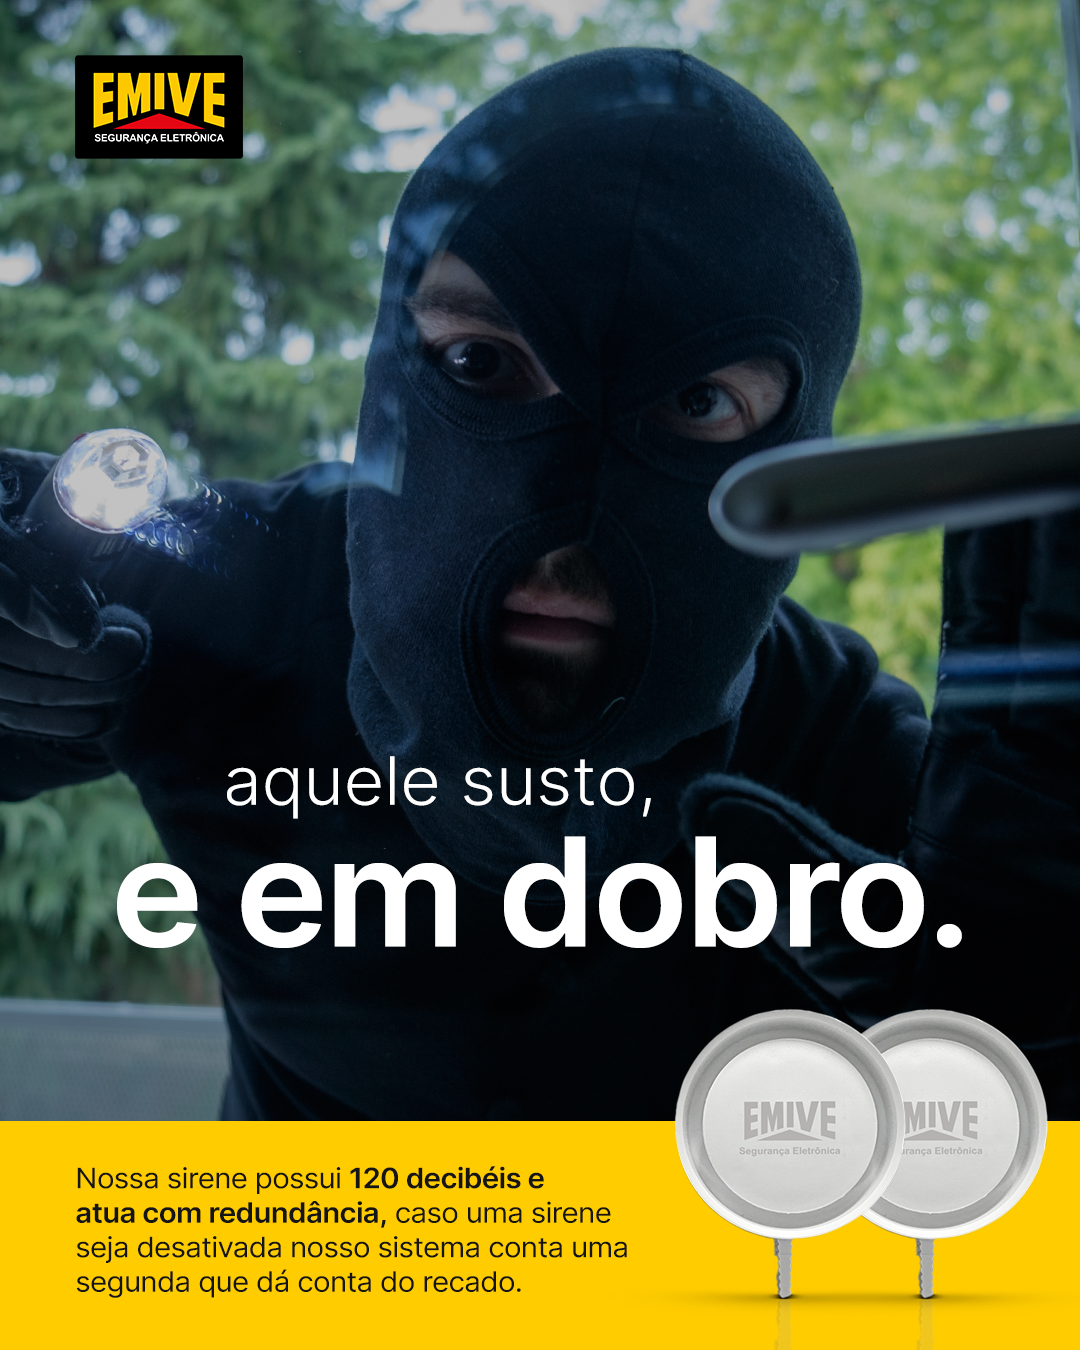 EMIVE
SEGURANÇA ELETRÔNICA
aquele susto,
e em dobro.
EMIVE
Segurança Eletrônica
MIVE
rança Eletrônica
Nossa sirene possui 120 decibéis e
atua com redundância, caso uma sirene
seja desativada nosso sistema conta uma
segunda que dá conta do recado.